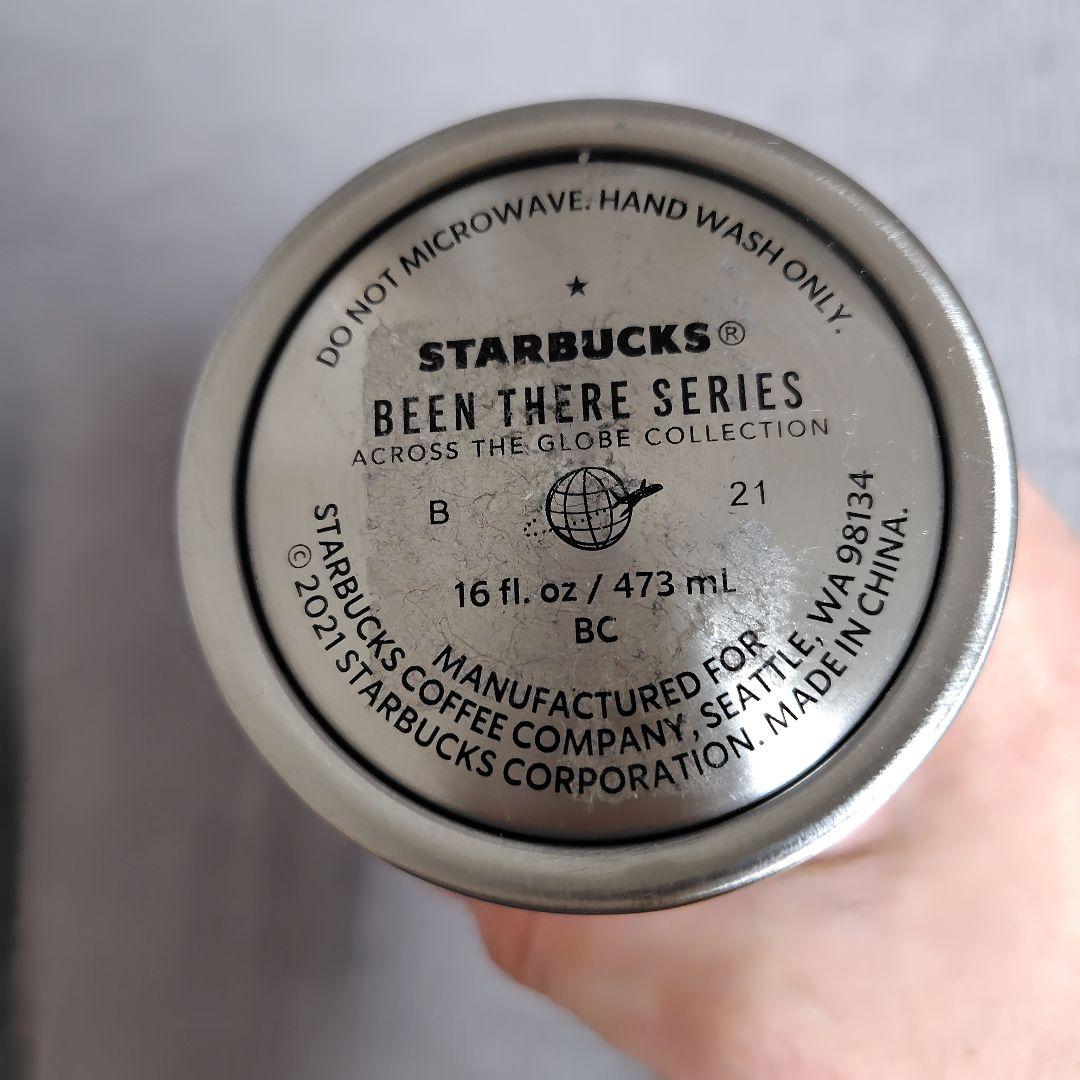 DO NOT MICROWAVE. HAND WASH ONLY.
STARBUCKS®
BEEN THERE SERIES
ACROSS THE GLOBE COLLECTION
B 21
16 fl. oz / 473 mL
BC
MANUFACTURED FOR
STARBUCKS COFFEE COMPANY, SEATTLE, WA 98134
© 2021 STARBUCKS CORPORATION. MADE IN CHINA.